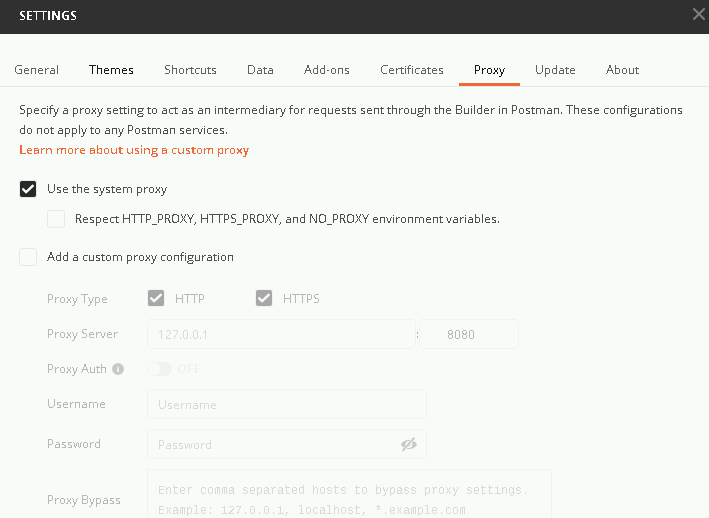 SETTINGS
General Themes Shortcuts Data Add-ons Certificates Proxy Update About
Specify a proxy setting to act as an intermediary for requests sent through the Builder in Postman. These configurations
do not apply to any Postman services.
Learn more about using a custom proxy
Use the system proxy
Respect HTTP_PROXY, HTTPS_PROXY, and NO_PROXY environment variables.
Add a custom proxy configuration
Proxy Type HTTP HTTPS
Proxy Server 127.0.0.1 : 8080
Proxy Auth OFF
Username Username
Password Password
Proxy Bypass Enter comma separated hosts to bypass proxy settings.
Example: 127.0.0.1, localhost, *.example.com